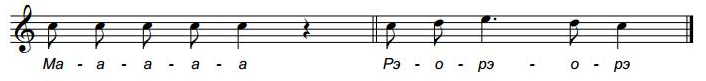 Ма - а - а - а - а Рэ - о - рэ - о - рэ